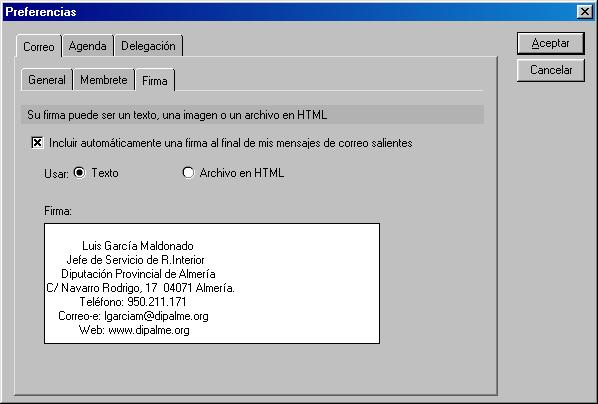 Preferencias
Aceptar
Cancelar
Correo Agenda Delegación
General Membrete Firma
Su firma puede ser un texto, una imagen o un archivo en HTML
Incluir automáticamente una firma al final de mis mensajes de correo salientes
Usar: Texto Archivo en HTML
Firma:
Luis García Maldonado
Jefe de Servicio de R.Interior
Diputación Provincial de Almería
C/ Navarro Rodrigo, 17 04071 Almería.
Teléfono: 950.211.171
Correo-e: lgarciam@dipalme.org
Web: www.dipalme.org